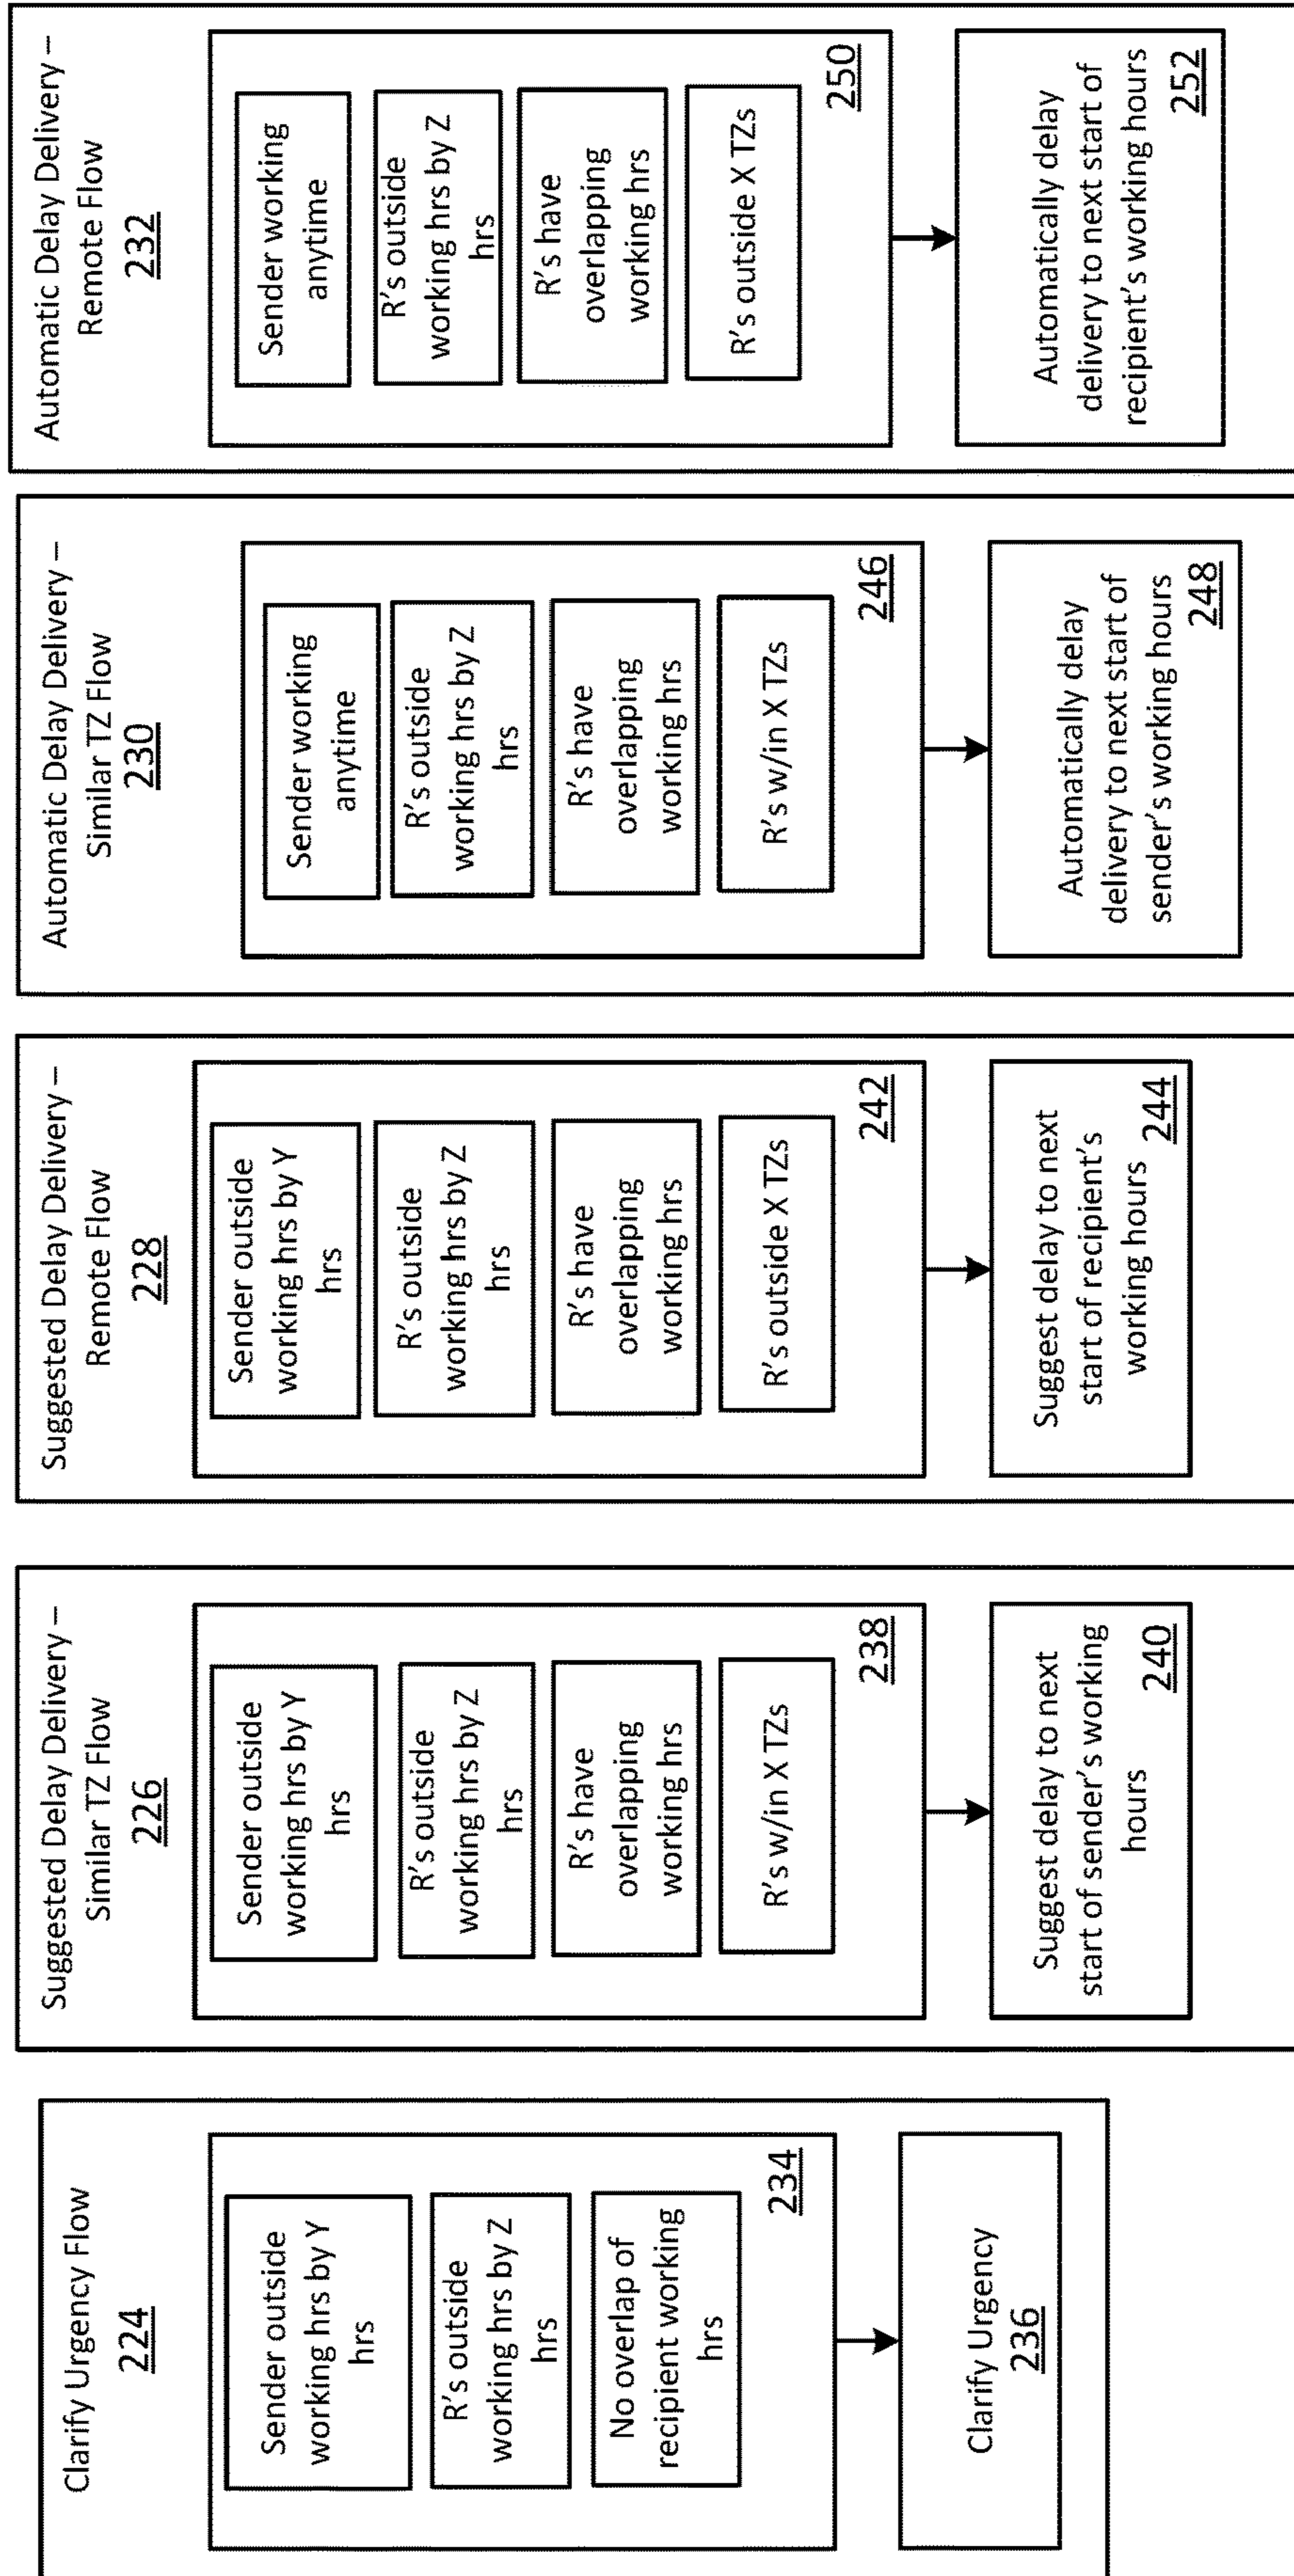 Clarify Urgency Flow
224
Sender outside
working hrs by Y
hrs
R's outside
working hrs by Z
hrs
No overlap of
recipient working
hrs
234
Clarify Urgency
236
Suggested Delay Delivery –
Similar TZ Flow
226
Sender outside
working hrs by Y
hrs
R's outside
working hrs by Z
hrs
R's have
overlapping
working hrs
R's w/in X TZs
238
Suggest delay to next
start of sender's working
hours
240
Suggested Delay Delivery –
Remote Flow
228
Sender outside
working hrs by Y
hrs
R's outside
working hrs by Z
hrs
R's have
overlapping
working hrs
R's outside X TZs
242
Suggest delay to next
start of recipient's
working hours
244
Automatic Delay Delivery –
Similar TZ Flow
230
Sender working
anytime
R's outside
working hrs by Z
hrs
R's have
overlapping
working hrs
R's w/in X TZs
246
Automatically delay
delivery to next start of
sender's working hours
248
Automatic Delay Delivery –
Remote Flow
232
Sender working
anytime
R's outside
working hrs by Z
hrs
R's have
overlapping
working hrs
R's outside X TZs
250
Automatically delay
delivery to next start of
recipient's working hours
252